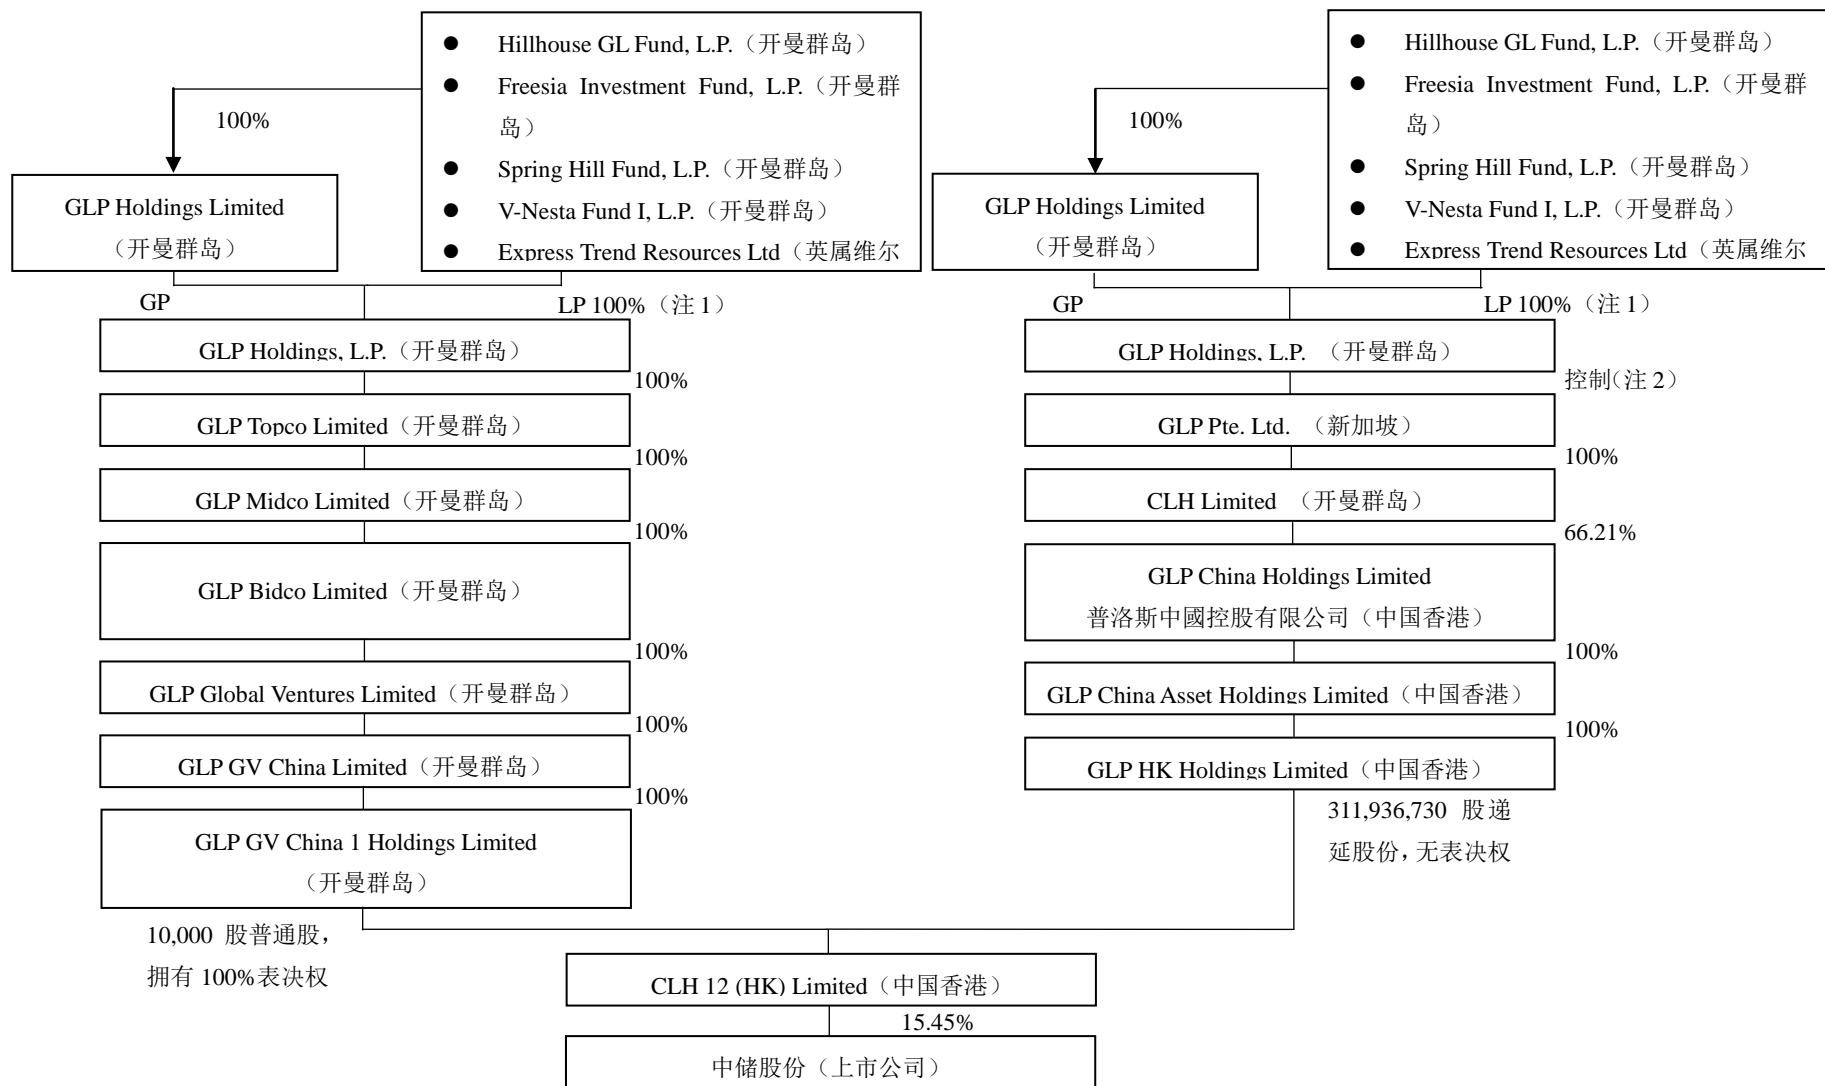 ● Hillhouse GL Fund, L.P.（开曼群岛）
● Freesia Investment Fund, L.P.（开曼群
岛）
● Spring Hill Fund, L.P.（开曼群岛）
● V-Nesta Fund I, L.P.（开曼群岛）
● Express Trend Resources Ltd（英属维尔
100%
GLP Holdings Limited
（开曼群岛）
GP
LP 100%（注 1）
GLP Holdings, L.P.（开曼群岛）
100%
GLP Topco Limited（开曼群岛）
100%
GLP Midco Limited（开曼群岛）
100%
GLP Bidco Limited（开曼群岛）
100%
GLP Global Ventures Limited（开曼群岛）
100%
GLP GV China Limited（开曼群岛）
100%
GLP GV China 1 Holdings Limited
（开曼群岛）
10,000 股普通股，
拥有 100%表决权
● Hillhouse GL Fund, L.P.（开曼群岛）
● Freesia Investment Fund, L.P.（开曼群
岛）
● Spring Hill Fund, L.P.（开曼群岛）
● V-Nesta Fund I, L.P.（开曼群岛）
● Express Trend Resources Ltd（英属维尔
100%
GLP Holdings Limited
（开曼群岛）
GP
LP 100%（注 1）
GLP Holdings, L.P. （开曼群岛）
控制（注 2）
GLP Pte. Ltd. （新加坡）
100%
CLH Limited （开曼群岛）
66.21%
GLP China Holdings Limited
普洛斯中國控股有限公司（中国香港）
100%
GLP China Asset Holdings Limited（中国香港）
100%
GLP HK Holdings Limited（中国香港）
311,936,730 股递
延股份，无表决权
CLH 12 (HK) Limited（中国香港）
15.45%
中储股份（上市公司）